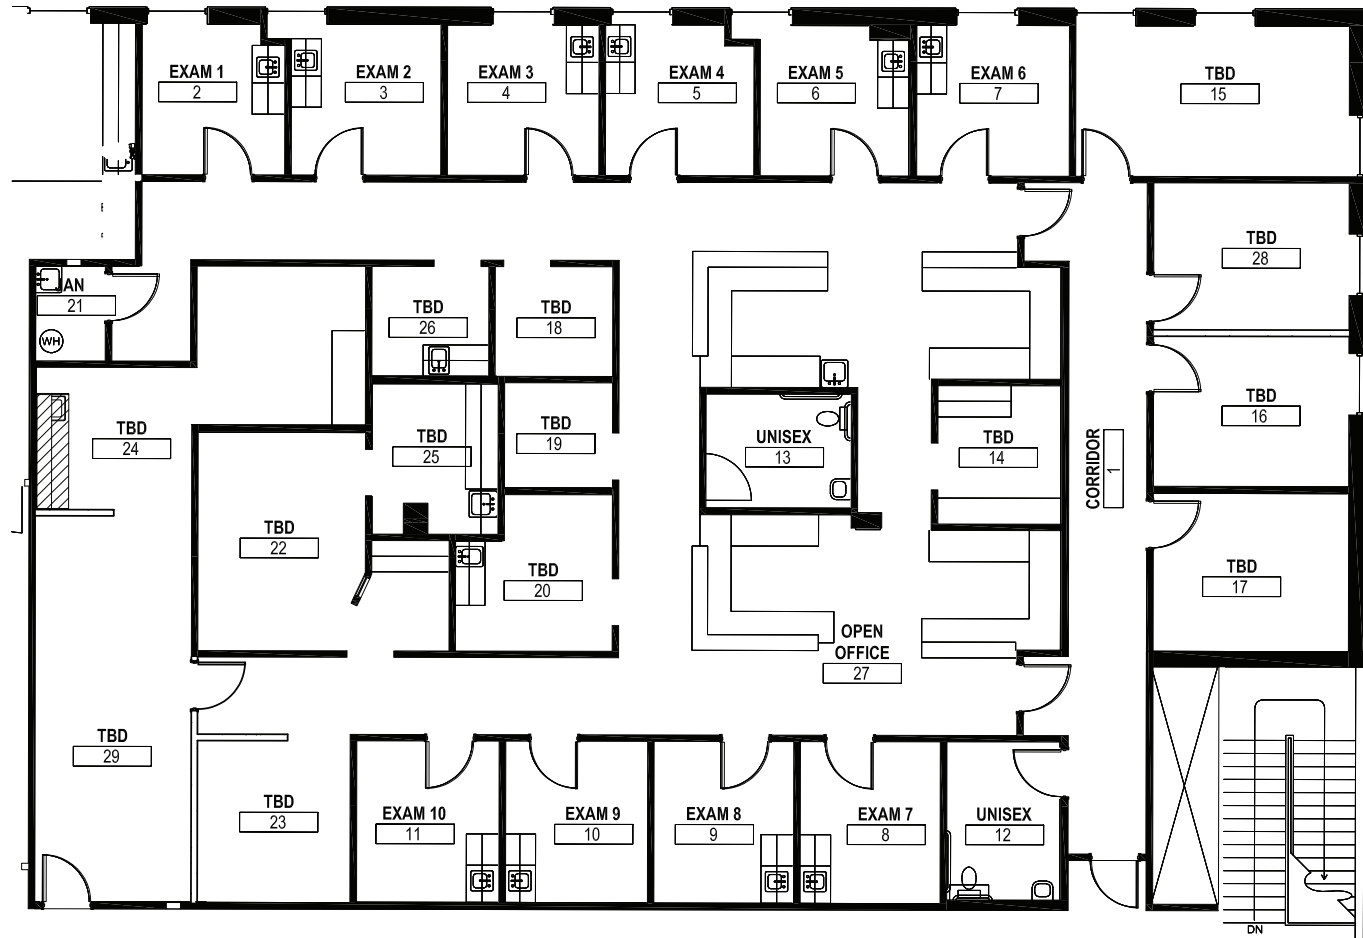 EXAM 1
2
EXAM 2
3
EXAM 3
4
EXAM 4
5
EXAM 5
6
EXAM 6
7
TBD
15
TBD
28
JAN
21
WH
TBD
26
TBD
18
TBD
24
TBD
25
TBD
19
UNISEX
13
TBD
14
CORRIDOR
1
TBD
16
TBD
22
TBD
20
TBD
17
OPEN
OFFICE
27
TBD
29
TBD
23
EXAM 10
11
EXAM 9
10
EXAM 8
9
EXAM 7
8
UNISEX
12
DN